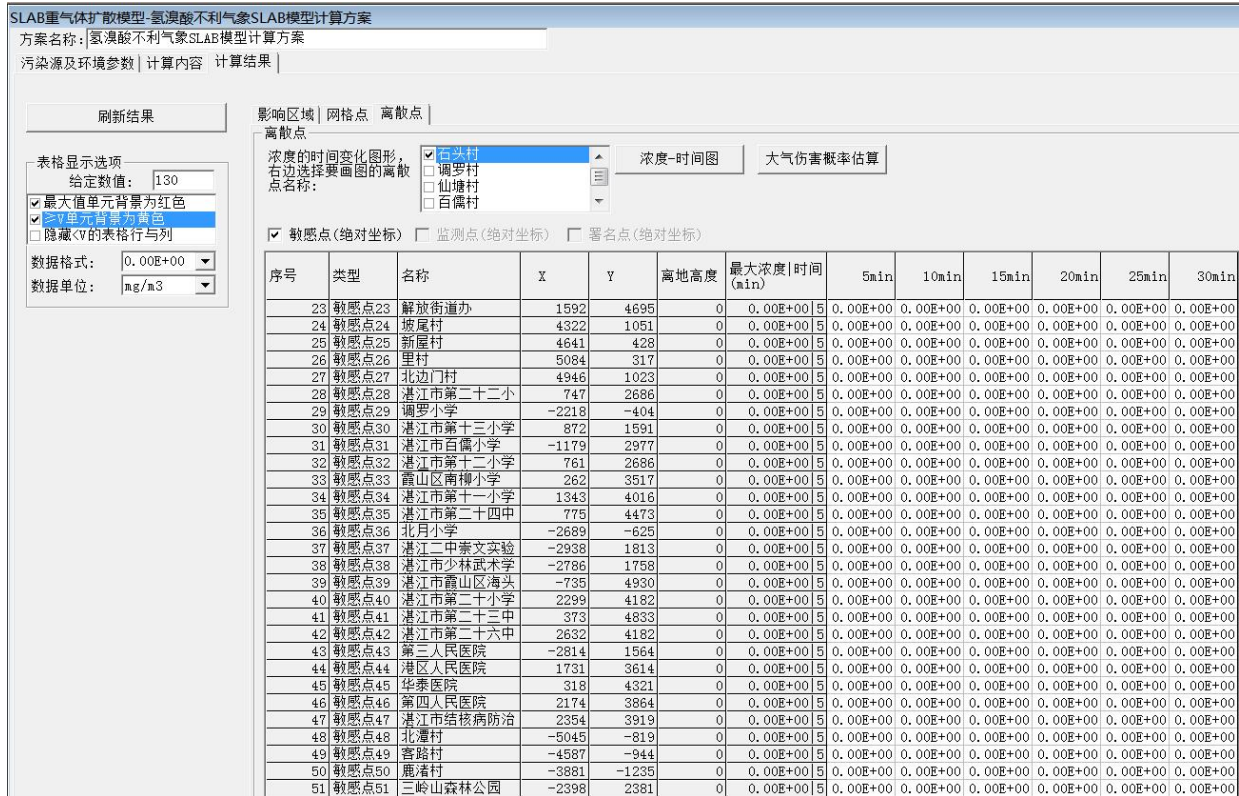 SLAB重气体扩散模型-氢溴酸不利气象SLAB模型计算方案
方案名称: 氢溴酸不利气象SLAB模型计算方案
污染源及环境参数 计算内容 计算结果
刷新结果
表格显示选项
给定数值: 130
最大值单元背景为红色
≥V单元背景为黄色
隐藏<V的表格行与列
数据格式: 0.00E+00
数据单位: mg/m3
影响区域 网格点 离散点
离散点
浓度的时间变化图形,
右边选择要画图的离散
点名称:
石头村
调罗村
仙塘村
百儒村
浓度-时间图 大气伤害概率估算
敏感点(绝对坐标) 监测点(绝对坐标) 署名点(绝对坐标)
序号 类型 名称 X Y 离地高度 最大浓度|时间(min) 5min 10min 15min 20min 25min 30min
23 敏感点23 解放街道办 1592 4695 0 0.00E+00|5 0.00E+00 0.00E+00 0.00E+00 0.00E+00 0.00E+00 0.00E+00
24 敏感点24 坡尾村 4322 1051 0 0.00E+00|5 0.00E+00 0.00E+00 0.00E+00 0.00E+00 0.00E+00 0.00E+00
25 敏感点25 新屋村 4641 428 0 0.00E+00|5 0.00E+00 0.00E+00 0.00E+00 0.00E+00 0.00E+00 0.00E+00
26 敏感点26 里村 5084 317 0 0.00E+00|5 0.00E+00 0.00E+00 0.00E+00 0.00E+00 0.00E+00 0.00E+00
27 敏感点27 北边门村 4946 1023 0 0.00E+00|5 0.00E+00 0.00E+00 0.00E+00 0.00E+00 0.00E+00 0.00E+00
28 敏感点28 湛江市第二十二小 747 2686 0 0.00E+00|5 0.00E+00 0.00E+00 0.00E+00 0.00E+00 0.00E+00 0.00E+00
29 敏感点29 调罗小学 -2218 -404 0 0.00E+00|5 0.00E+00 0.00E+00 0.00E+00 0.00E+00 0.00E+00 0.00E+00
30 敏感点30 湛江市第十三小学 872 1591 0 0.00E+00|5 0.00E+00 0.00E+00 0.00E+00 0.00E+00 0.00E+00 0.00E+00
31 敏感点31 湛江市百儒小学 -1179 2977 0 0.00E+00|5 0.00E+00 0.00E+00 0.00E+00 0.00E+00 0.00E+00 0.00E+00
32 敏感点32 湛江市第十二小学 761 2686 0 0.00E+00|5 0.00E+00 0.00E+00 0.00E+00 0.00E+00 0.00E+00 0.00E+00
33 敏感点33 霞山区南柳小学 262 3517 0 0.00E+00|5 0.00E+00 0.00E+00 0.00E+00 0.00E+00 0.00E+00 0.00E+00
34 敏感点34 湛江市第十一小学 1343 4016 0 0.00E+00|5 0.00E+00 0.00E+00 0.00E+00 0.00E+00 0.00E+00 0.00E+00
35 敏感点35 湛江市第二十四中 775 4473 0 0.00E+00|5 0.00E+00 0.00E+00 0.00E+00 0.00E+00 0.00E+00 0.00E+00
36 敏感点36 北月小学 -2689 -625 0 0.00E+00|5 0.00E+00 0.00E+00 0.00E+00 0.00E+00 0.00E+00 0.00E+00
37 敏感点37 湛江二中崇文实验 -2938 1813 0 0.00E+00|5 0.00E+00 0.00E+00 0.00E+00 0.00E+00 0.00E+00 0.00E+00
38 敏感点38 湛江市少林武术学 -2786 1758 0 0.00E+00|5 0.00E+00 0.00E+00 0.00E+00 0.00E+00 0.00E+00 0.00E+00
39 敏感点39 湛江市霞山区海头 -735 4930 0 0.00E+00|5 0.00E+00 0.00E+00 0.00E+00 0.00E+00 0.00E+00 0.00E+00
40 敏感点40 湛江市第二十小学 2299 4182 0 0.00E+00|5 0.00E+00 0.00E+00 0.00E+00 0.00E+00 0.00E+00 0.00E+00
41 敏感点41 湛江市第二十三中 373 4833 0 0.00E+00|5 0.00E+00 0.00E+00 0.00E+00 0.00E+00 0.00E+00 0.00E+00
42 敏感点42 湛江市第二十六中 2632 4182 0 0.00E+00|5 0.00E+00 0.00E+00 0.00E+00 0.00E+00 0.00E+00 0.00E+00
43 敏感点43 第三人民医院 -2814 1564 0 0.00E+00|5 0.00E+00 0.00E+00 0.00E+00 0.00E+00 0.00E+00 0.00E+00
44 敏感点44 港区人民医院 1731 3614 0 0.00E+00|5 0.00E+00 0.00E+00 0.00E+00 0.00E+00 0.00E+00 0.00E+00
45 敏感点45 华泰医院 318 4321 0 0.00E+00|5 0.00E+00 0.00E+00 0.00E+00 0.00E+00 0.00E+00 0.00E+00
46 敏感点46 第四人民医院 2174 3864 0 0.00E+00|5 0.00E+00 0.00E+00 0.00E+00 0.00E+00 0.00E+00 0.00E+00
47 敏感点47 湛江市结核病防治 2354 3919 0 0.00E+00|5 0.00E+00 0.00E+00 0.00E+00 0.00E+00 0.00E+00 0.00E+00
48 敏感点48 北潭村 -5045 -819 0 0.00E+00|5 0.00E+00 0.00E+00 0.00E+00 0.00E+00 0.00E+00 0.00E+00
49 敏感点49 客路村 -4587 -944 0 0.00E+00|5 0.00E+00 0.00E+00 0.00E+00 0.00E+00 0.00E+00 0.00E+00
50 敏感点50 鹿渚村 -3881 -1235 0 0.00E+00|5 0.00E+00 0.00E+00 0.00E+00 0.00E+00 0.00E+00 0.00E+00
51 敏感点51 三岭山森林公园 -2398 2381 0 0.00E+00|5 0.00E+00 0.00E+00 0.00E+00 0.00E+00 0.00E+00 0.00E+00